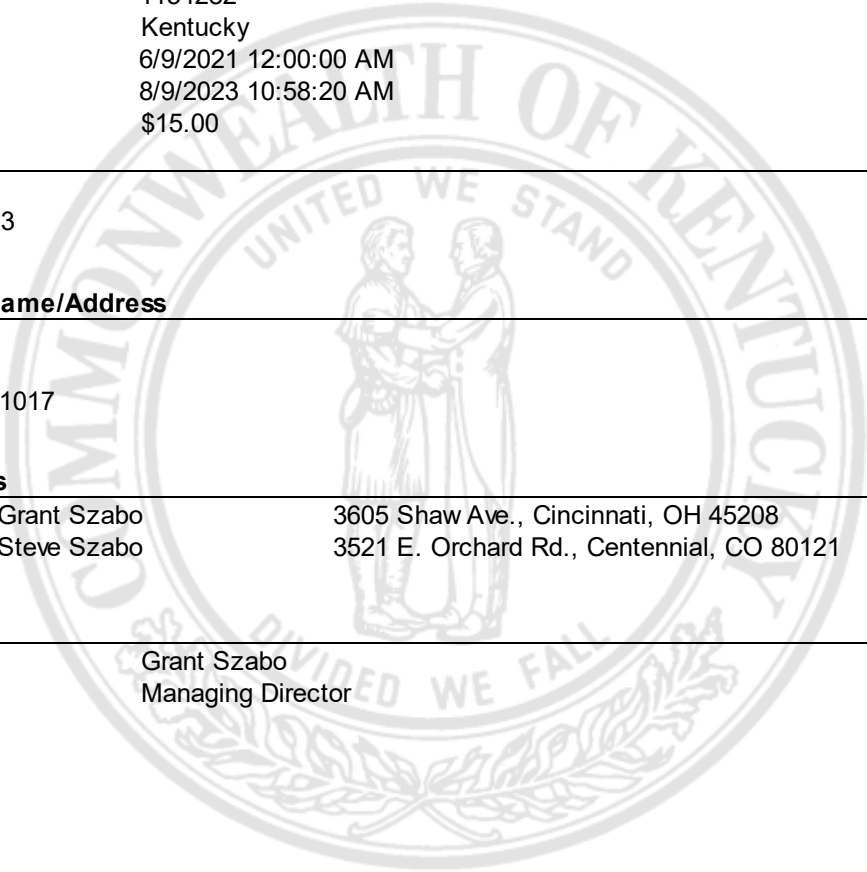 Kentucky
6/9/2021 12:00:00 AM
8/9/2023 10:58:20 AM
$15.00
3
ame/Address
1017
s
Grant Szabo 3605 Shaw Ave., Cincinnati, OH 45208
Steve Szabo 3521 E. Orchard Rd., Centennial, CO 80121
Grant Szabo
Managing Director
COMMONWEALTH OF KENTUCKY
UNITED WE STAND
DIVIDED WE FALL